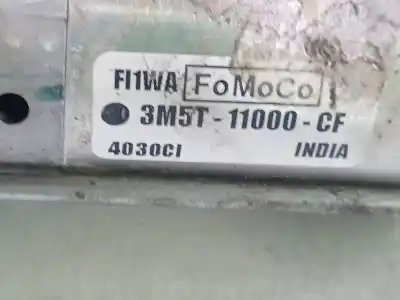 FI1WA FoMoCo
3M5T-11000-CF
4030CI INDIA